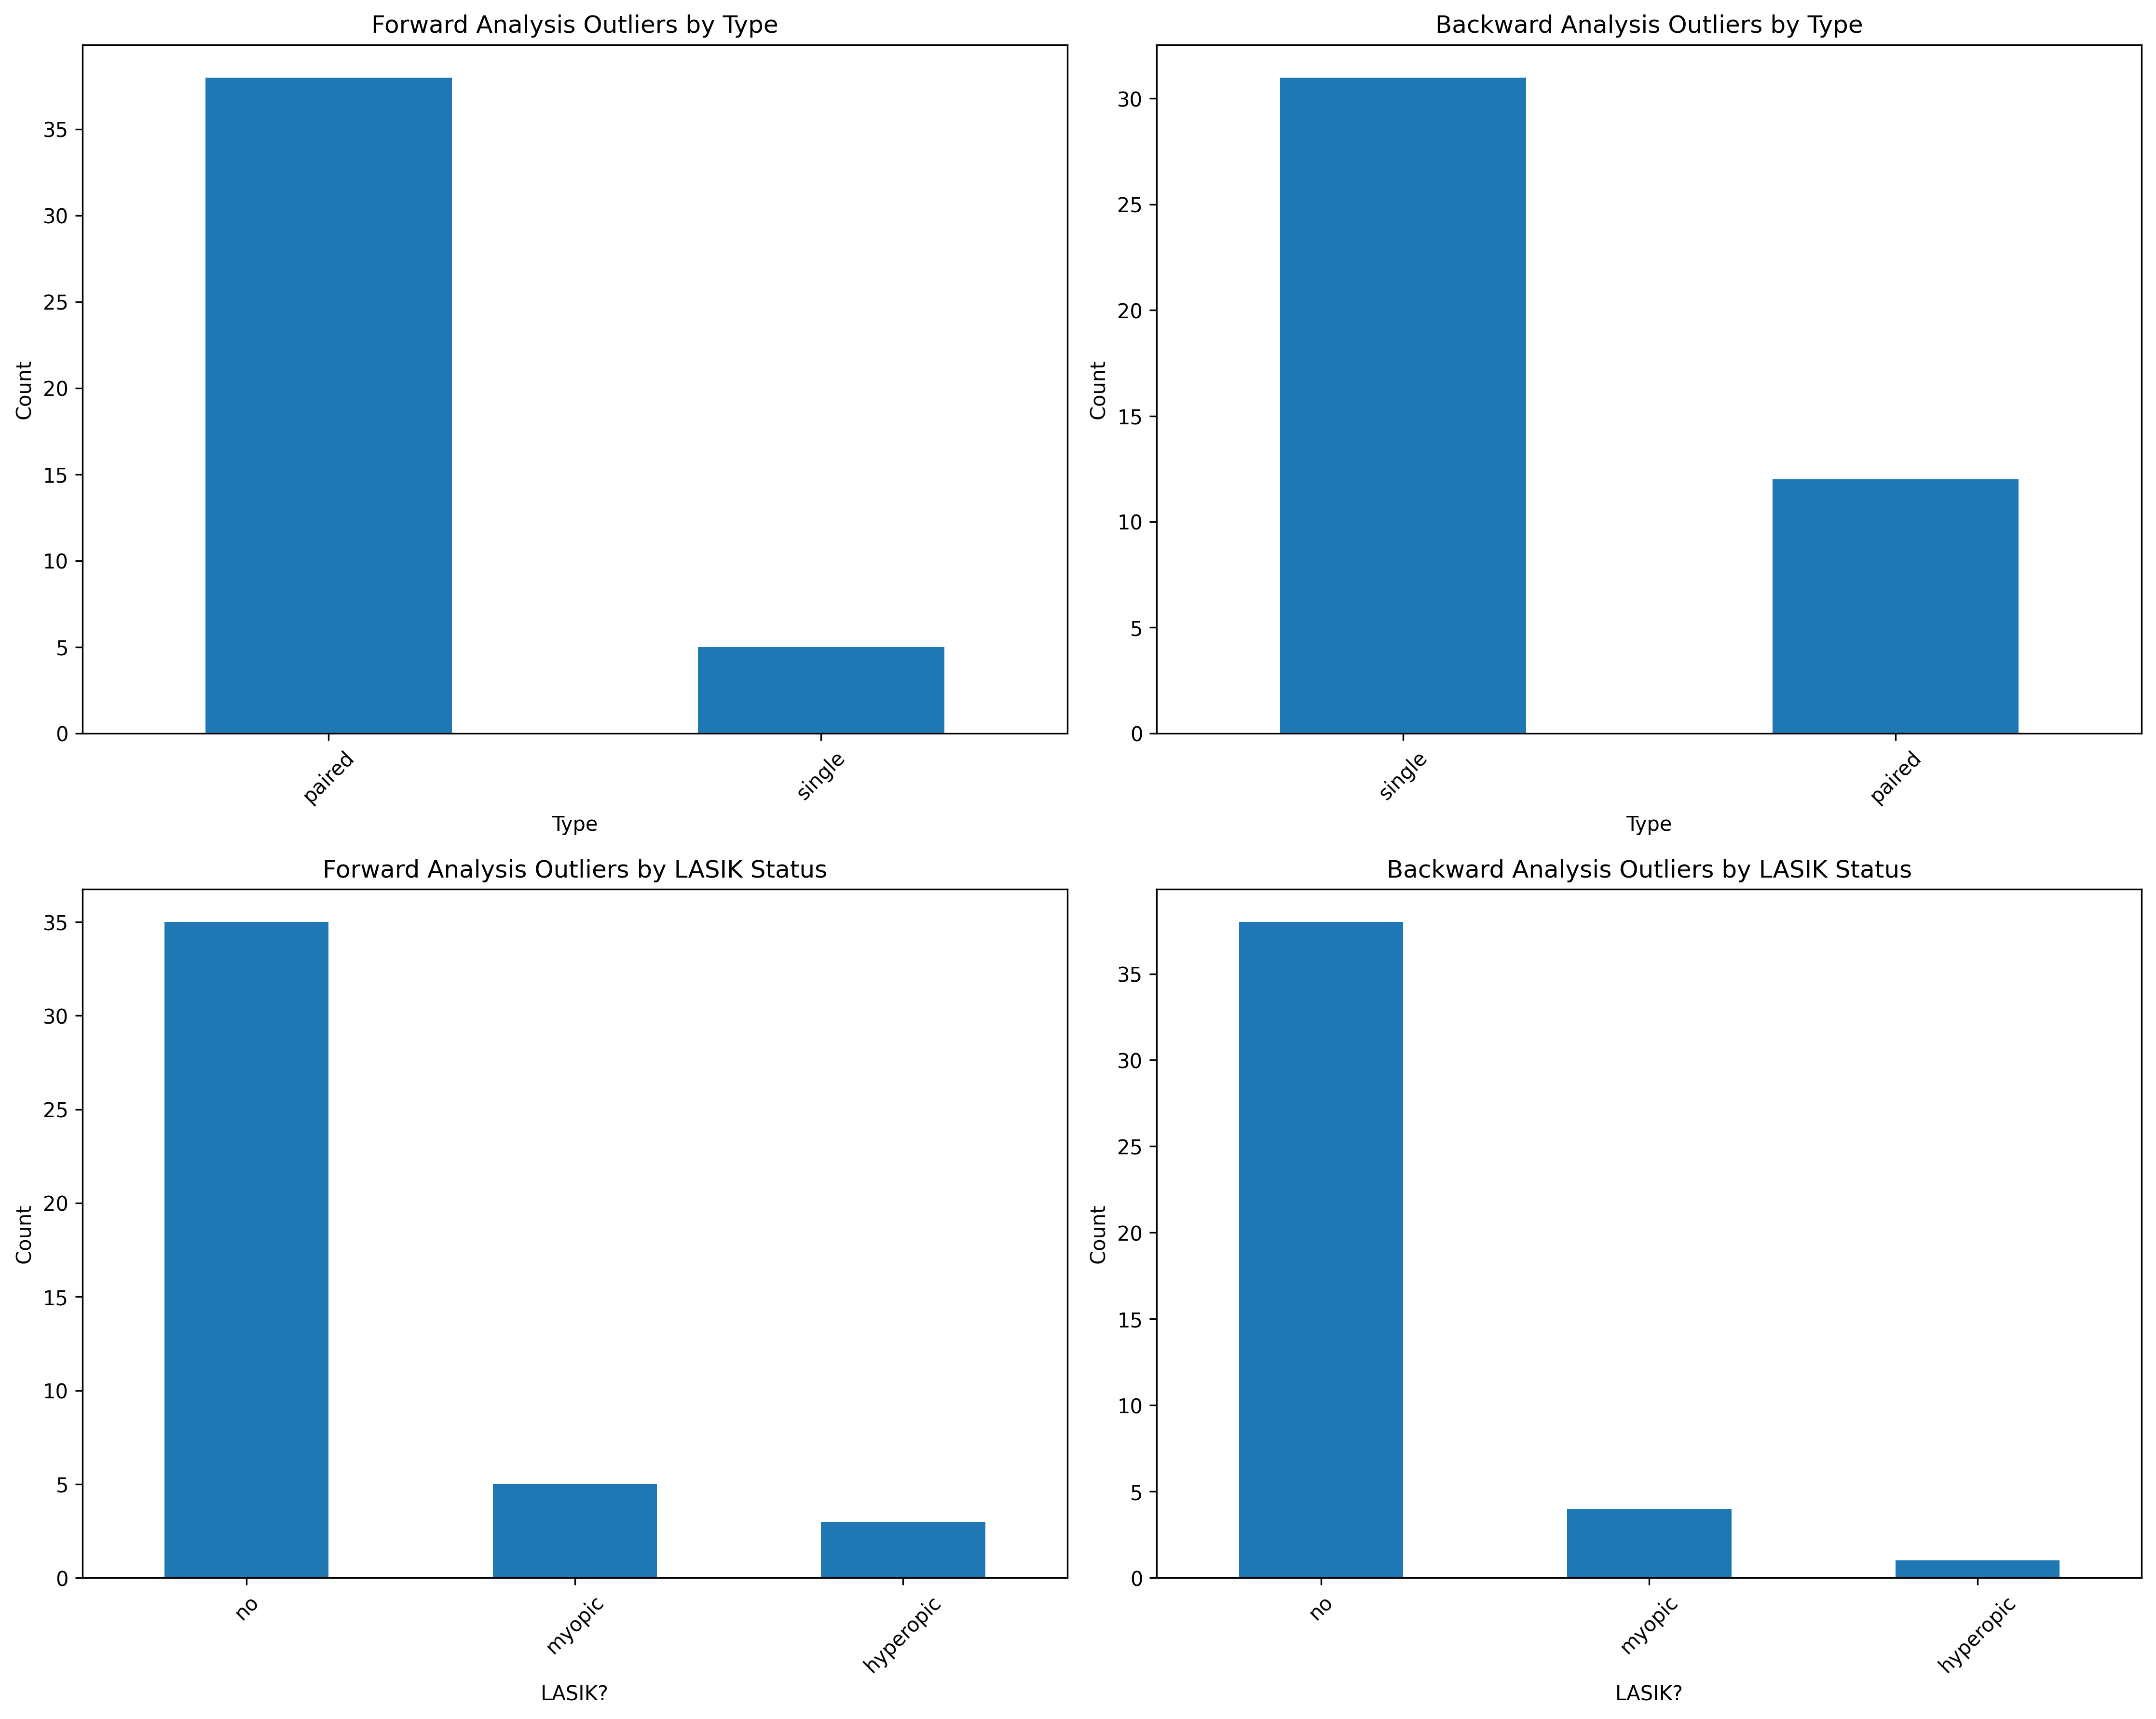 Forward Analysis Outliers by Type
35
30
25
20
15
10
5
0
Count
paired
single
Type
Backward Analysis Outliers by Type
30
25
20
15
10
5
0
Count
single
paired
Type
Forward Analysis Outliers by LASIK Status
35
30
25
20
15
10
5
0
Count
no
myopic
hyperopic
LASIK?
Backward Analysis Outliers by LASIK Status
35
30
25
20
15
10
5
0
Count
no
myopic
hyperopic
LASIK?